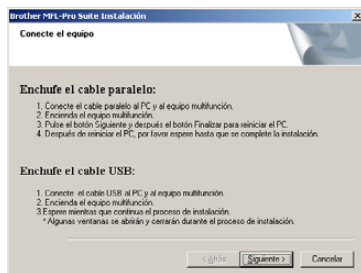 Brother MFL-Pro Suite Instalación
Conecte el equipo
Enchufe el cable paralelo:
1. Conecte el cable paralelo al PC y al equipo multifunción.
2. Encienda el equipo multifunción.
3. Pulse el botón Siguiente y después el botón Finalizar para reiniciar el PC.
4. Después de reiniciar el PC, por favor espere hasta que se complete la instalación.
Enchufe el cable USB:
1. Conecte el cable USB al PC y al equipo multifunción.
2. Encienda el equipo multifunción.
3.Espere mientras que continua el proceso de instalación.
* Algunas ventanas se abrirán y cerrarán durante el proceso de instalación.
< Atrás Siguiente > Cancelar